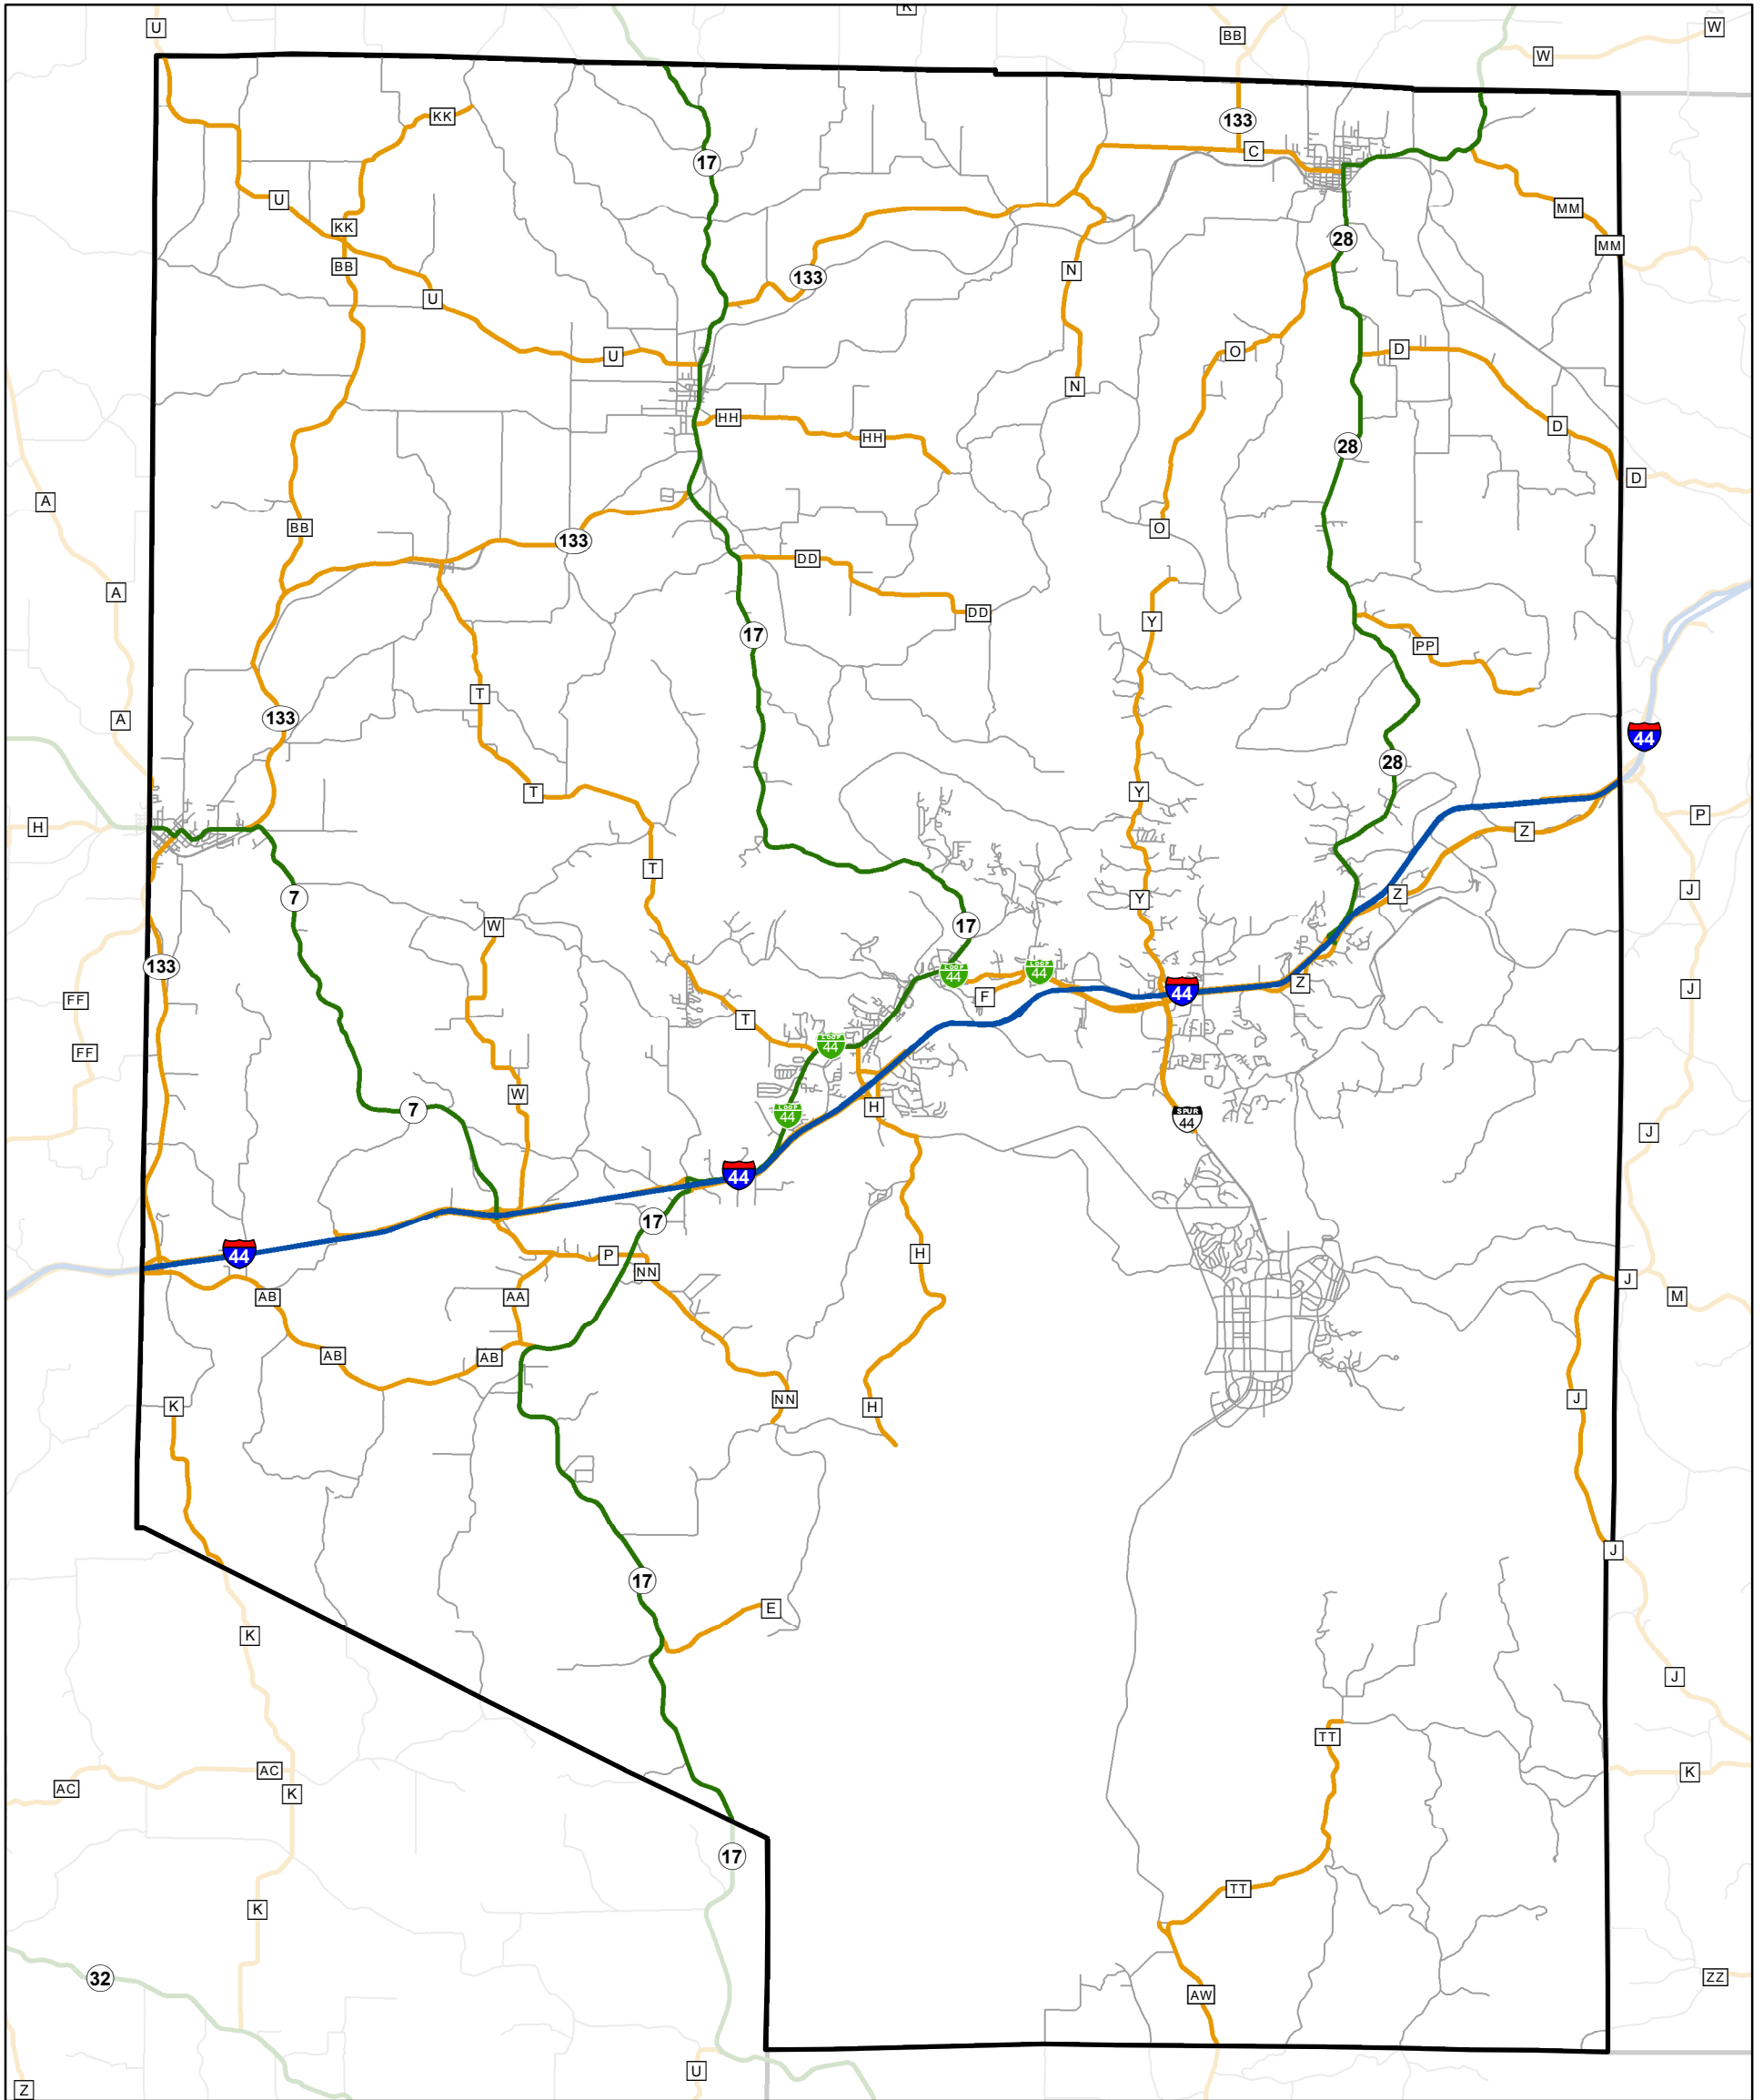 K
U
BB
W
W
KK
133
17
C
U
MM
KK
28
MM
BB
N
133
U
O
D
U
N
HH
D
HH
28
D
A
BB
O
133
DD
A
DD
Y
17
PP
T
133
A
44
28
Y
T
P
H
Z
T
J
Z
7
Y
17
W
133
LOOP
44
LOOP
44
Z
J
44
F
FF
T
LOOP
44
FF
W
H
7
LOOP
44
SPUR
44
J
44
17
44
P
H
NN
J
AB
AA
M
AB
AB
NN
J
K
H
J
17
E
K
J
TT
AC
K
AC
K
17
TT
K
32
ZZ
AW
U
Z